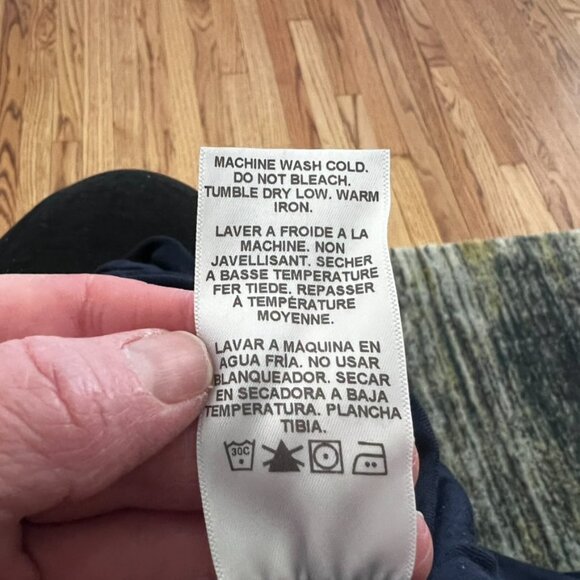 MACHINE WASH COLD.
DO NOT BLEACH.
TUMBLE DRY LOW. WARM
IRON.
LAVER A FROIDE A LA
MACHINE. NON
JAVELLISANT. SECHER
A BASSE TEMPERATURE
FER TIEDE. REPASSER
À TEMPÉRATURE
MOYENNE.
LAVAR A MAQUINA EN
AGUA FRÍA. NO USAR
BLANQUEADOR. SECAR
EN SECADORA A BAJA
TEMPERATURA. PLANCHA
TIBIA.
30C